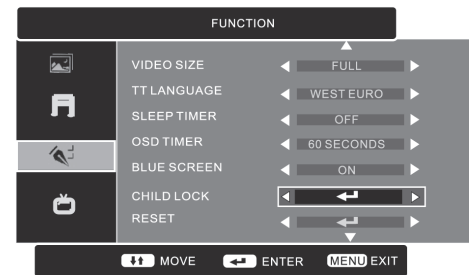 FUNCTION
VIDEO SIZE FULL
TT LANGUAGE WEST EURO
SLEEP TIMER OFF
OSD TIMER 60 SECONDS
BLUE SCREEN ON
CHILD LOCK
RESET
MOVE ENTER MENU EXIT